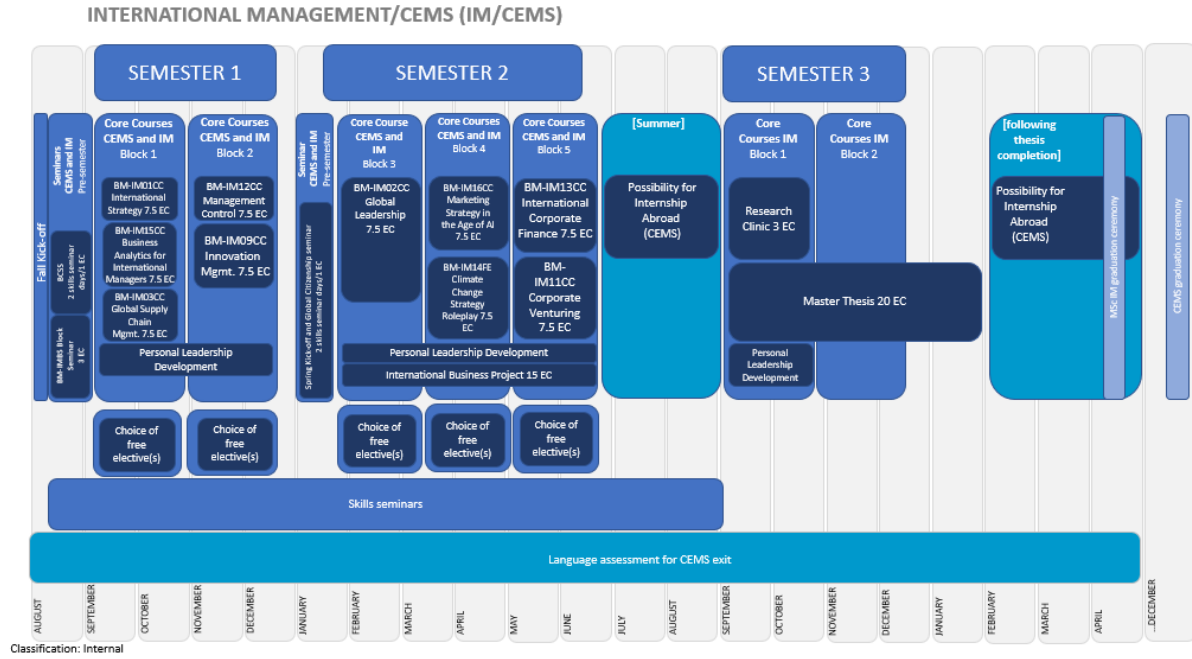 INTERNATIONAL MANAGEMENT/CEMS (IM/CEMS)
SEMESTER 1
SEMESTER 2
SEMESTER 3
Fall Kick-off
Seminars
CEMS and IM
Pre-semester
BCSS
2 skills seminar
days/1 EC
BM-IMBS Block
Seminar
3 EC
Core Courses
CEMS and IM
Block 1
BM-IM01CC
International
Strategy 7.5 EC
BM-IM15CC
Business
Analytics for
International
Managers 7.5 EC
BM-IM03CC
Global Supply
Chain
Mgmt. 7.5 EC
Core Courses
CEMS and IM
Block 2
BM-IM12CC
Management
Control 7.5 EC
BM-IM09CC
Innovation
Mgmt. 7.5 EC
Personal Leadership
Development
Seminar
CEMS and IM
Pre-semester
Spring Kick-off and Global Citizenship seminar
2 skills seminar days/1 EC
Core Course
CEMS and
IM
Block 3
BM-IM02CC
Global
Leadership
7.5 EC
Core
Courses CEMS and IM
Block 4
BM-IM16CC
Marketing
Strategy in
the Age of AI
7.5 EC
BM-IM14FE
Climate
Change
Strategy
Roleplay 7.5
EC
Core
Courses CEMS and IM
Block 5
BM-IM13CC
International
Corporate
Finance 7.5 EC
BM-
IM11CC
Corporate
Venturing
7.5 EC
Personal Leadership Development
International Business Project 15 EC
[Summer]
Possibility for
Internship
Abroad
(CEMS)
Core
Courses IM
Block 1
Research
Clinic 3 EC
Core
Courses IM
Block 2
Master Thesis 20 EC
Personal
Leadership
Development
[following
thesis
completion]
Possibility for
Internship
Abroad
(CEMS)
MSc IM graduation ceremony
CEMS graduation ceremony
Choice of
free
elective(s)
Choice of
free
elective(s)
Choice of
free
elective(s)
Choice of
free
elective(s)
Choice of
free
elective(s)
Skills seminars
Language assessment for CEMS exit
AUGUST
SEPTEMBER
OCTOBER
NOVEMBER
DECEMBER
JANUARY
FEBRUARY
MARCH
APRIL
MAY
JUNE
JULY
AUGUST
SEPTEMBER
OCTOBER
NOVEMBER
DECEMBER
JANUARY
FEBRUARY
MARCH
APRIL
...DECEMBER
Classification: Internal